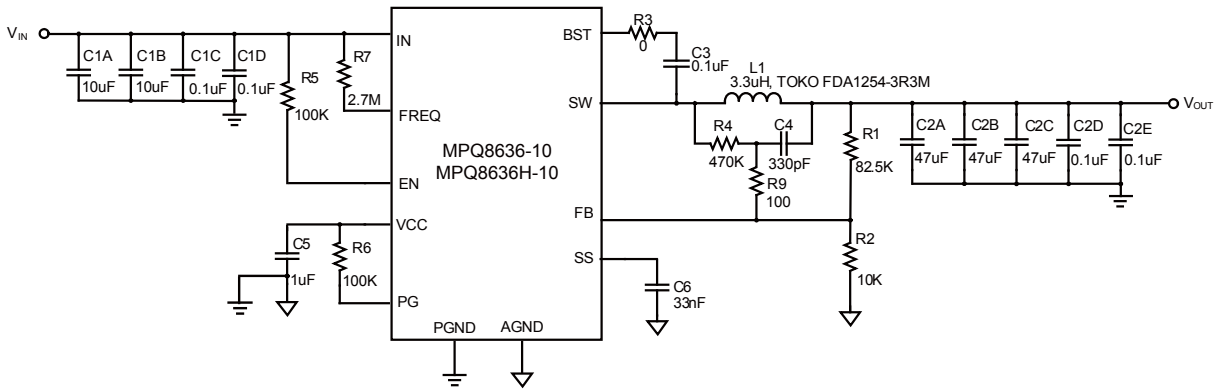 VIN
C1A
10uF
C1B
10uF
C1C
0.1uF
C1D
0.1uF
R5
100K
R7
2.7M
IN
FREQ
EN
VCC
PG
C5
1uF
R6
100K
MPQ8636-10
MPQ8636H-10
PGND
AGND
BST
SW
FB
SS
R3
0
C3
0.1uF
L1
3.3uH, TOKO FDA1254-3R3M
R4
470K
C4
330pF
R9
100
R1
82.5K
R2
10K
C6
33nF
C2A
47uF
C2B
47uF
C2C
47uF
C2D
0.1uF
C2E
0.1uF
VOUT